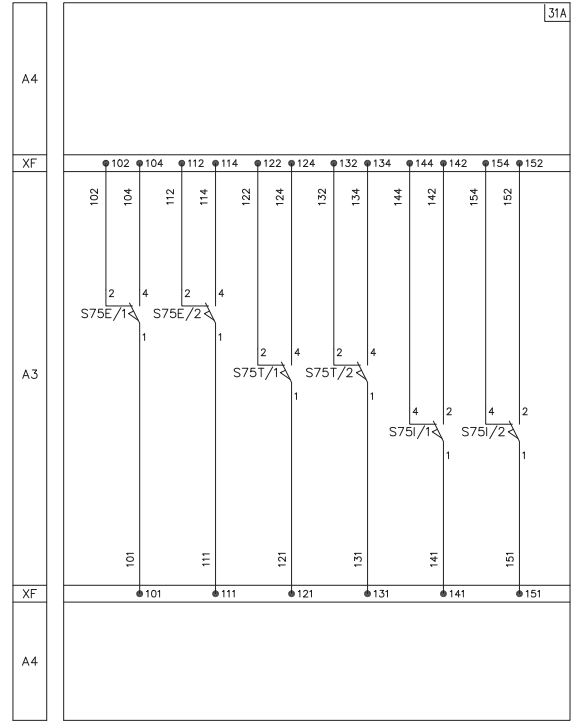 31A
A4
XF 102 104 112 114 122 124 132 134 144 142 154 152
102 104 112 114 122 124 132 134 144 142 154 152
2 4 2 4
S75E/1 S75E/2
1 1
2 4 2 4
A3 S75T/1 S75T/2
1 1
4 2 4 2
S75I/1 S75I/2
1 1
101 111 121 131 141 151
XF 101 111 121 131 141 151
A4